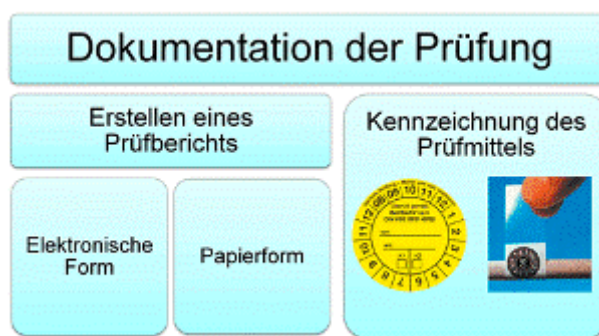 Dokumentation der Prüfung
Erstellen eines
Prüfberichts
Kennzeichnung des
Prüfmittels
Elektronische
Form
Papierform